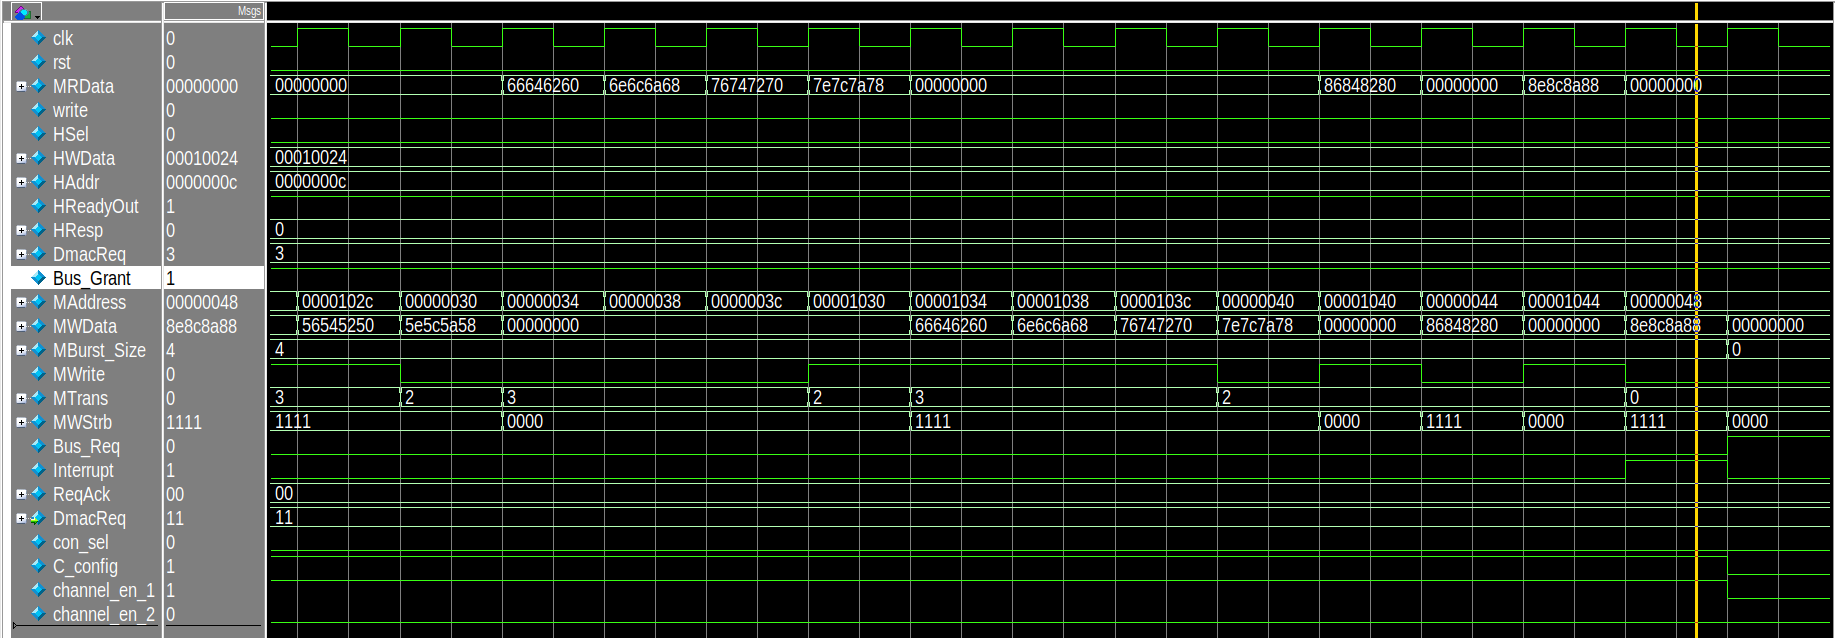 Msgs
clk 0
rst 0
MRData 00000000 00000000 66646260 6e6c6a68 76747270 7e7c7a78 00000000 86848280 00000000 8e8c8a88 00000000
write 0
HSel 0
HWData 00010024 00010024
HAddr 0000000c 0000000c
HReadyOut 1
HResp 0 0
DmacReq 3 3
Bus_Grant 1
MAddress 00000048 0000102c 00000030 00000034 00000038 0000003c 00001030 00001034 00001038 0000103c 00000040 00001040 00000044 00001044 00000048
MWData 8e8c8a88 56545250 5e5c5a58 00000000 66646260 6e6c6a68 76747270 7e7c7a78 00000000 86848280 00000000 8e8c8a88 00000000
MBurst_Size 4 4 0
MWrite 0
MTrans 0 3 2 3 2 3 2 0
MWStrb 1111 1111 0000 1111 0000 1111 0000 1111 0000
Bus_Req 0
Interrupt 1
ReqAck 00 00
DmacReq 11 11
con_sel 0
C_config 1
channel_en_1 1
channel_en_2 0